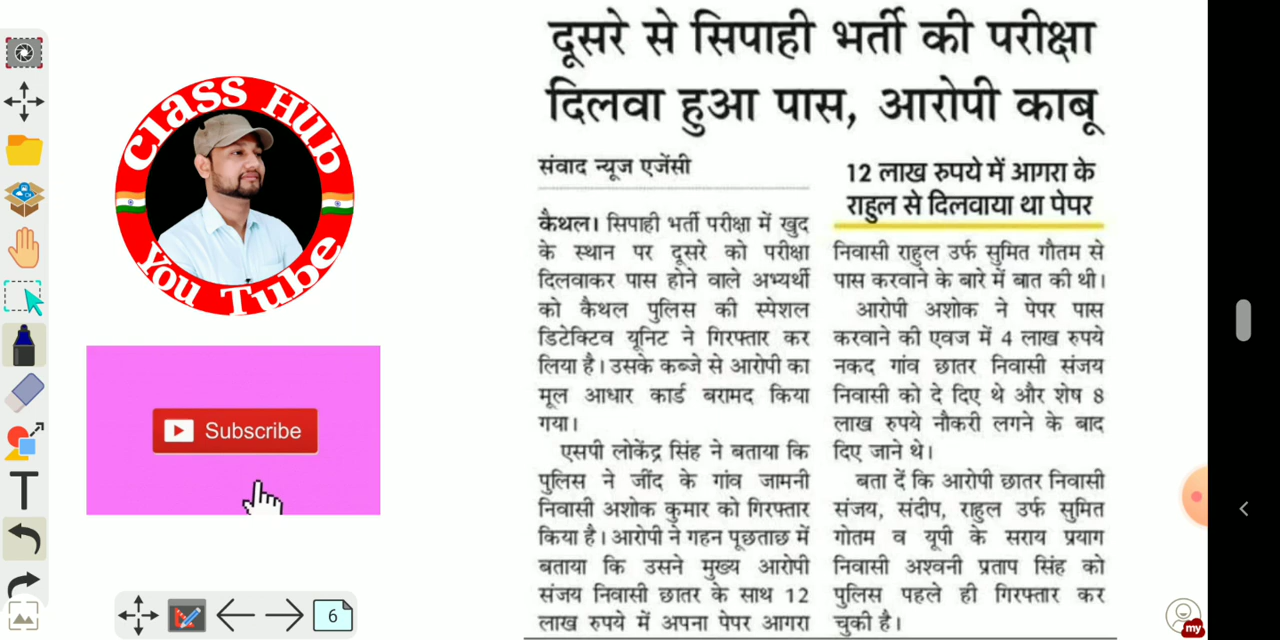 Class Hub
You Tube
Subscribe
T
6
दूसरे से सिपाही भर्ती की परीक्षा
दिलवा हुआ पास, आरोपी काबू
संवाद न्यूज एजेंसी
कैथल। सिपाही भर्ती परीक्षा में खुद
के स्थान पर दूसरे को परीक्षा
दिलवाकर पास होने वाले अभ्यर्थी
को कैथल पुलिस की स्पेशल
डिटेक्टिव यूनिट ने गिरफ्तार कर
लिया है। उसके कब्जे से आरोपी का
मूल आधार कार्ड बरामद किया
गया।
एसपी लोकेंद्र सिंह ने बताया कि
पुलिस ने जींद के गांव जामनी
निवासी अशोक कुमार को गिरफ्तार
किया है। आरोपी ने गहन पूछताछ में
बताया कि उसने मुख्य आरोपी
संजय निवासी छातर के साथ 12
लाख रुपये में अपना पेपर आगरा
12 लाख रुपये में आगरा के
राहुल से दिलवाया था पेपर
निवासी राहुल उर्फ सुमित गौतम से
पास करवाने के बारे में बात की थी।
आरोपी अशोक ने पेपर पास
करवाने की एवज में 4 लाख रुपये
नकद गांव छातर निवासी संजय
निवासी को दे दिए थे और शेष 8
लाख रुपये नौकरी लगने के बाद
दिए जाने थे।
बता दें कि आरोपी छातर निवासी
संजय, संदीप, राहुल उर्फ सुमित
गोतम व यूपी के सराय प्रयाग
निवासी अश्वनी प्रताप सिंह को
पुलिस पहले ही गिरफ्तार कर
चुकी है।
my